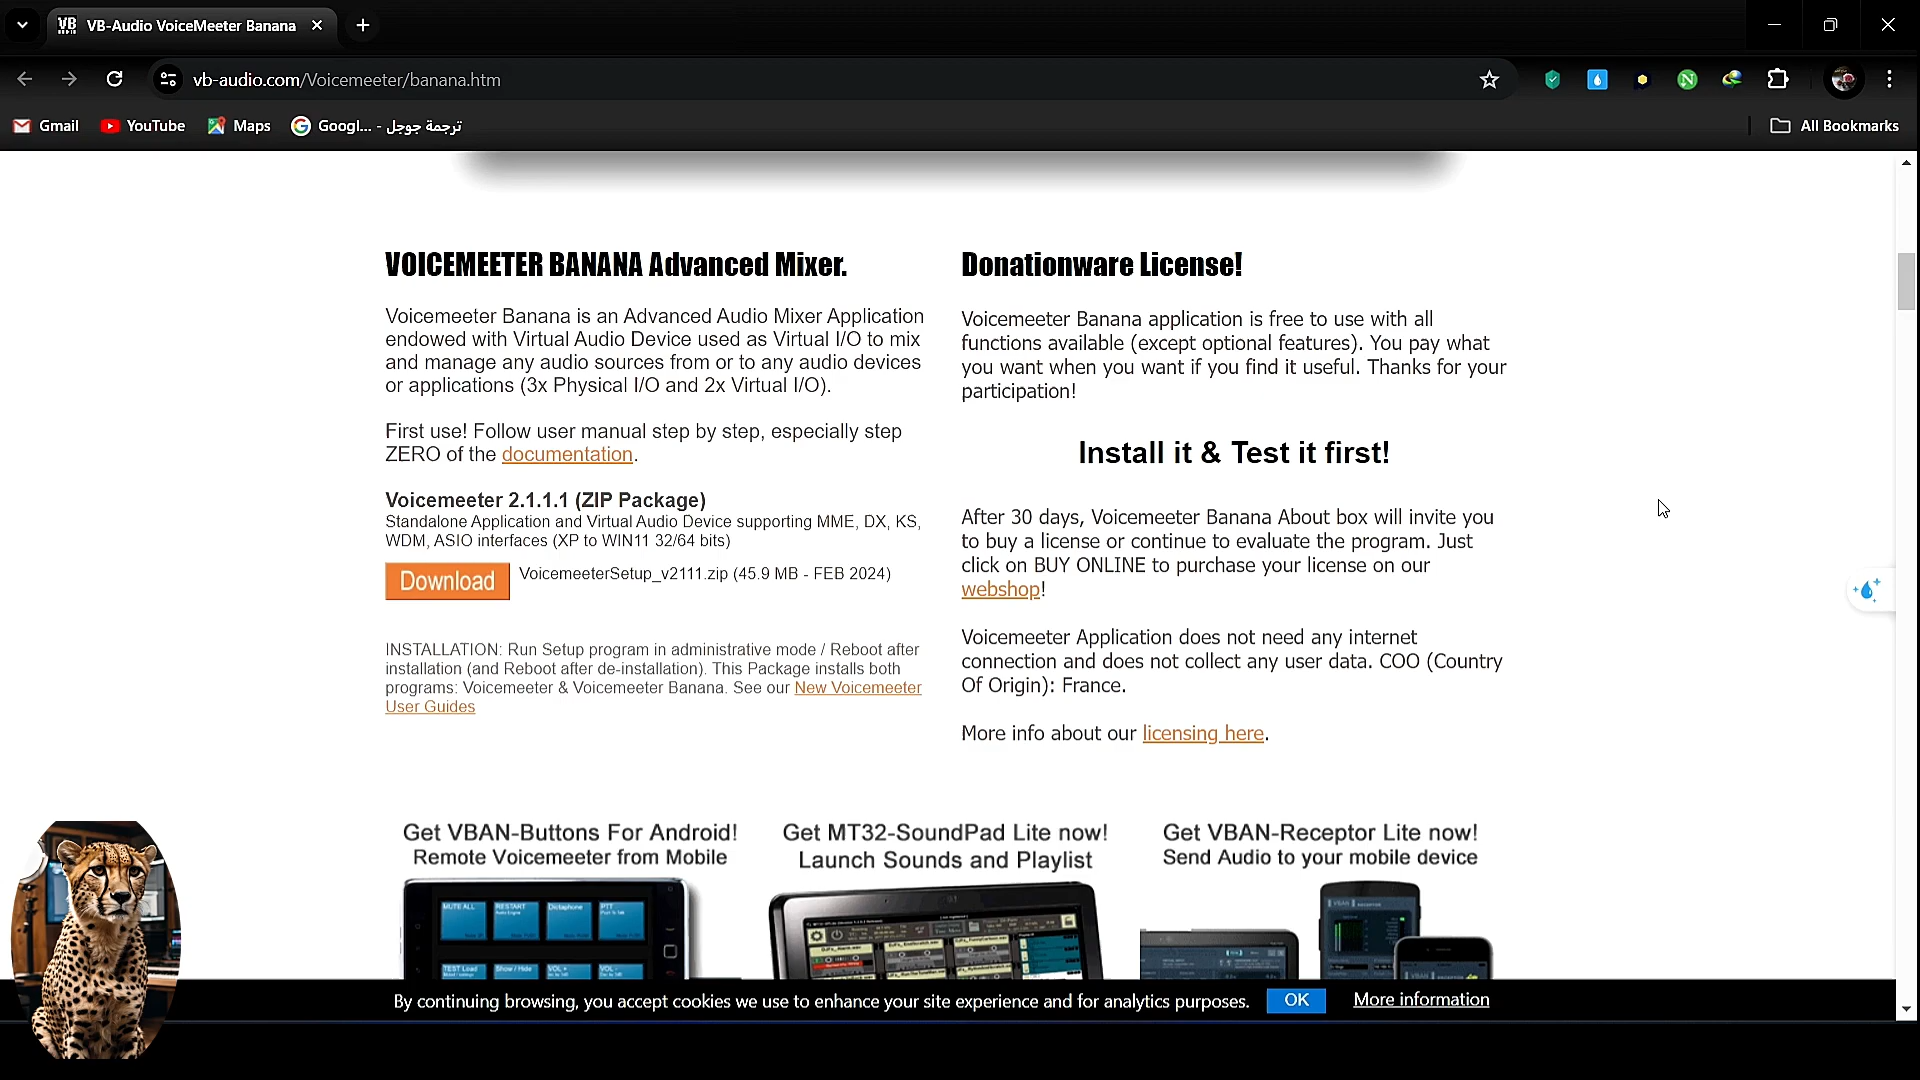 VB-Audio VoiceMeeter Banana
vb-audio.com/Voicemeeter/banana.htm
Gmail
YouTube
Maps
Googl... - ترجمة جوجل
All Bookmarks
VOICEMEETER BANANA Advanced Mixer.
Voicemeeter Banana is an Advanced Audio Mixer Application
endowed with Virtual Audio Device used as Virtual I/O to mix
and manage any audio sources from or to any audio devices
or applications (3x Physical I/O and 2x Virtual I/O).
First use! Follow user manual step by step, especially step
ZERO of the documentation.
Voicemeeter 2.1.1.1 (ZIP Package)
Standalone Application and Virtual Audio Device supporting MME, DX, KS,
WDM, ASIO interfaces (XP to WIN11 32/64 bits)
Download
VoicemeeterSetup_v2111.zip (45.9 MB - FEB 2024)
INSTALLATION: Run Setup program in administrative mode / Reboot after
installation (and Reboot after de-installation). This Package installs both
programs: Voicemeeter & Voicemeeter Banana. See our New Voicemeeter
User Guides
Donationware License!
Voicemeeter Banana application is free to use with all
functions available (except optional features). You pay what
you want when you want if you find it useful. Thanks for your
participation!
Install it & Test it first!
After 30 days, Voicemeeter Banana About box will invite you
to buy a license or continue to evaluate the program. Just
click on BUY ONLINE to purchase your license on our
webshop!
Voicemeeter Application does not need any internet
connection and does not collect any user data. COO (Country
Of Origin): France.
More info about our licensing here.
Get VBAN-Buttons For Android!
Remote Voicemeeter from Mobile
Get MT32-SoundPad Lite now!
Launch Sounds and Playlist
Get VBAN-Receptor Lite now!
Send Audio to your mobile device
MUTE ALL
RESTART
Dictaphone
PTT
TEST Load
Show / Hide
VOL +
VOL -
By continuing browsing, you accept cookies we use to enhance your site experience and for analytics purposes.
OK
More information